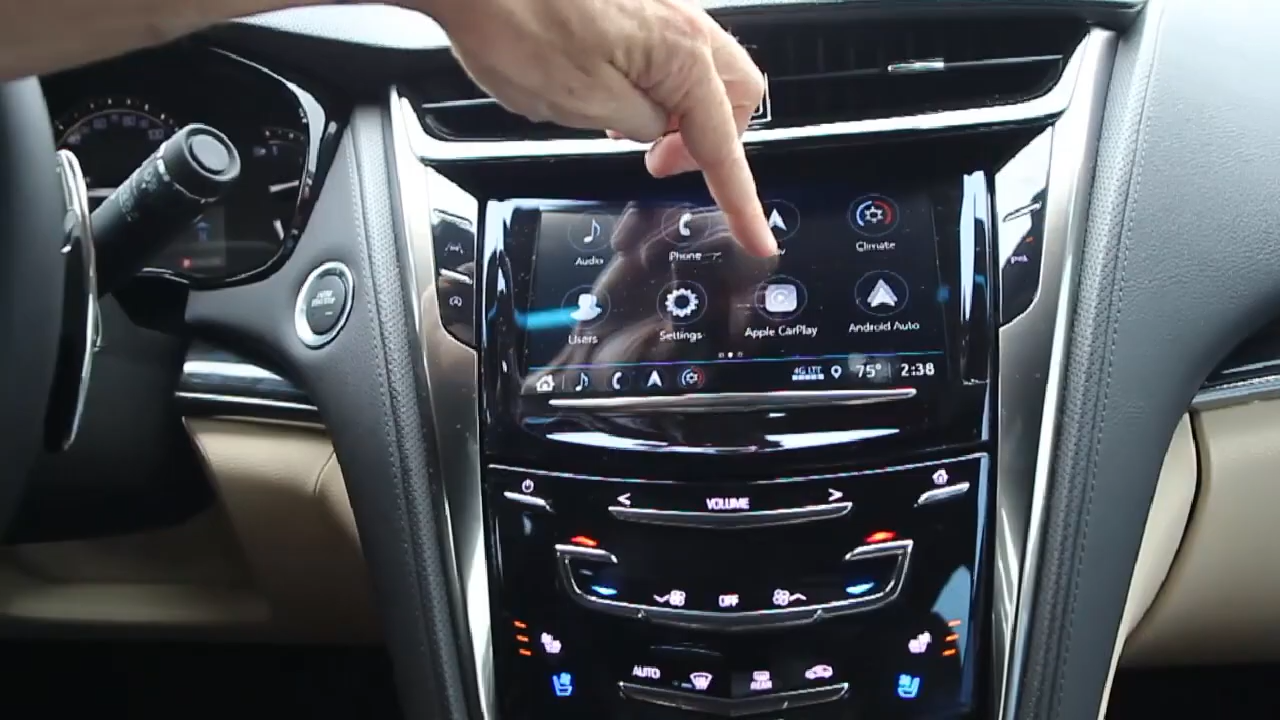 Audio
Phone
Climate
Users
Settings
Apple CarPlay
Android Auto
4G LTE
75°
2:38
VOLUME
OFF
AUTO
REAR